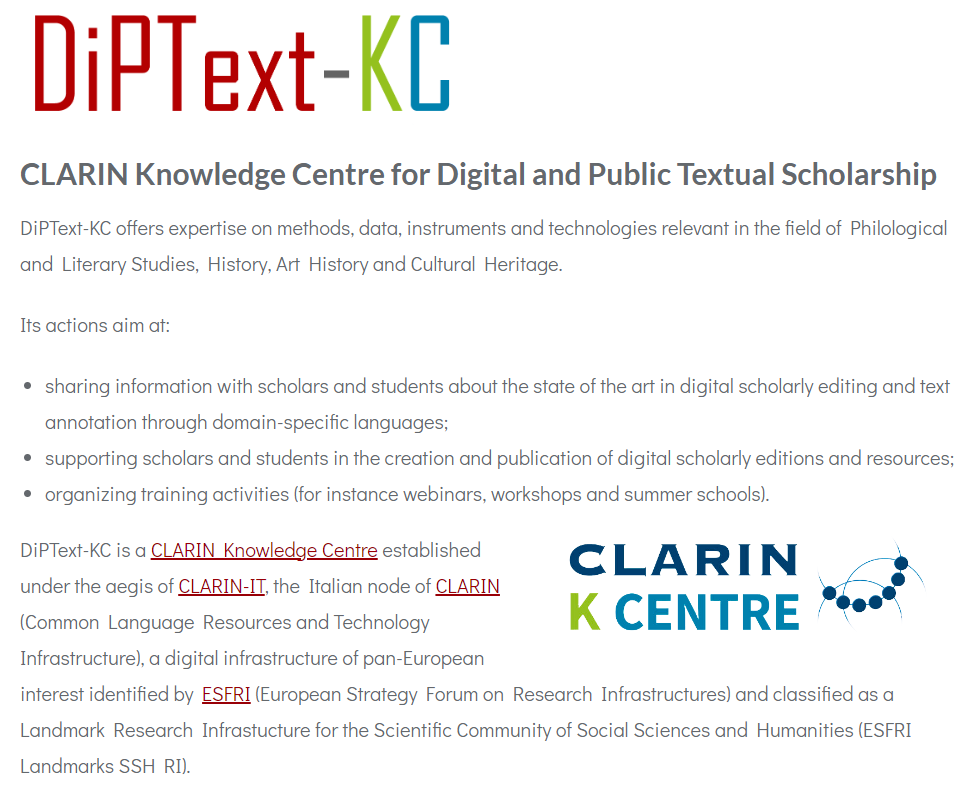 DiPText-KC
CLARIN Knowledge Centre for Digital and Public Textual Scholarship
DiPText-KC offers expertise on methods, data, instruments and technologies relevant in the field of Philological
and Literary Studies, History, Art History and Cultural Heritage.
Its actions aim at:
• sharing information with scholars and students about the state of the art in digital scholarly editing and text
annotation through domain-specific languages;
• supporting scholars and students in the creation and publication of digital scholarly editions and resources;
• organizing training activities (for instance webinars, workshops and summer schools).
DiPText-KC is a CLARIN Knowledge Centre established
under the aegis of CLARIN-IT, the Italian node of CLARIN
(Common Language Resources and Technology
Infrastructure), a digital infrastructure of pan-European
interest identified by ESFRI (European Strategy Forum on Research Infrastructures) and classified as a
Landmark Research Infrastucture for the Scientific Community of Social Sciences and Humanities (ESFRI
Landmarks SSH RI).
CLARIN
K CENTRE